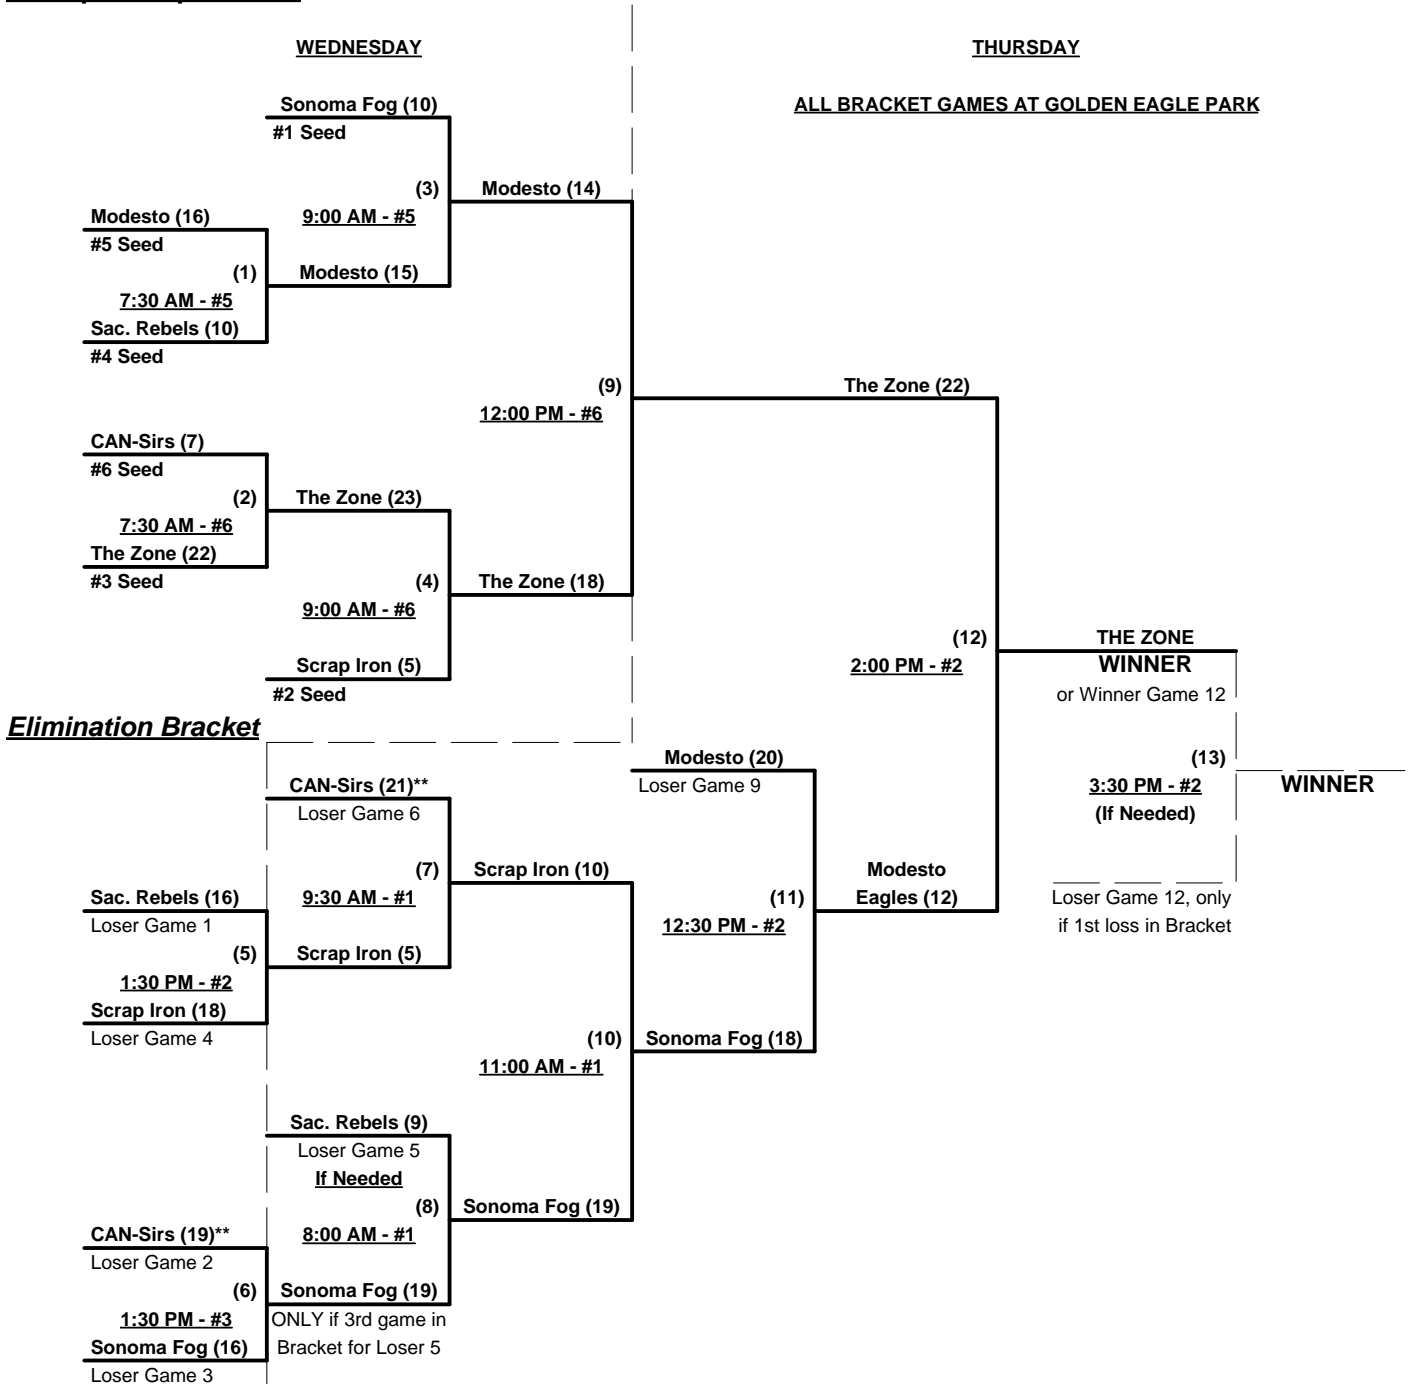 WEDNESDAY
THURSDAY
Sonoma Fog (10)
ALL BRACKET GAMES AT GOLDEN EAGLE PARK
#1 Seed
(3)
Modesto (14)
Modesto (16)
9:00 AM - #5
#5 Seed
(1)
Modesto (15)
7:30 AM - #5
Sac. Rebels (10)
#4 Seed
(9)
The Zone (22)
12:00 PM - #6
CAN-Sirs (7)
#6 Seed
(2)
The Zone (23)
7:30 AM - #6
The Zone (22)
#3 Seed
(4)
The Zone (18)
9:00 AM - #6
(12)
THE ZONE
Scrap Iron (5)
2:00 PM - #2
WINNER
#2 Seed
or Winner Game 12
Elimination Bracket
Modesto (20)
(13)
CAN-Sirs (21)**
Loser Game 9
3:30 PM - #2
WINNER
Loser Game 6
(If Needed)
(7)
Scrap Iron (10)
Modesto
Sac. Rebels (16)
9:30 AM - #1
(11)
Eagles (12)
Loser Game 12, only
Loser Game 1
12:30 PM - #2
if 1st loss in Bracket
(5)
Scrap Iron (5)
1:30 PM - #2
Scrap Iron (18)
Loser Game 4
(10)
Sonoma Fog (18)
11:00 AM - #1
Sac. Rebels (9)
Loser Game 5
If Needed
(8)
Sonoma Fog (19)
CAN-Sirs (19)**
8:00 AM - #1
Loser Game 2
(6)
Sonoma Fog (19)
1:30 PM - #3
ONLY if 3rd game in
Sonoma Fog (16)
Bracket for Loser 5
Loser Game 3